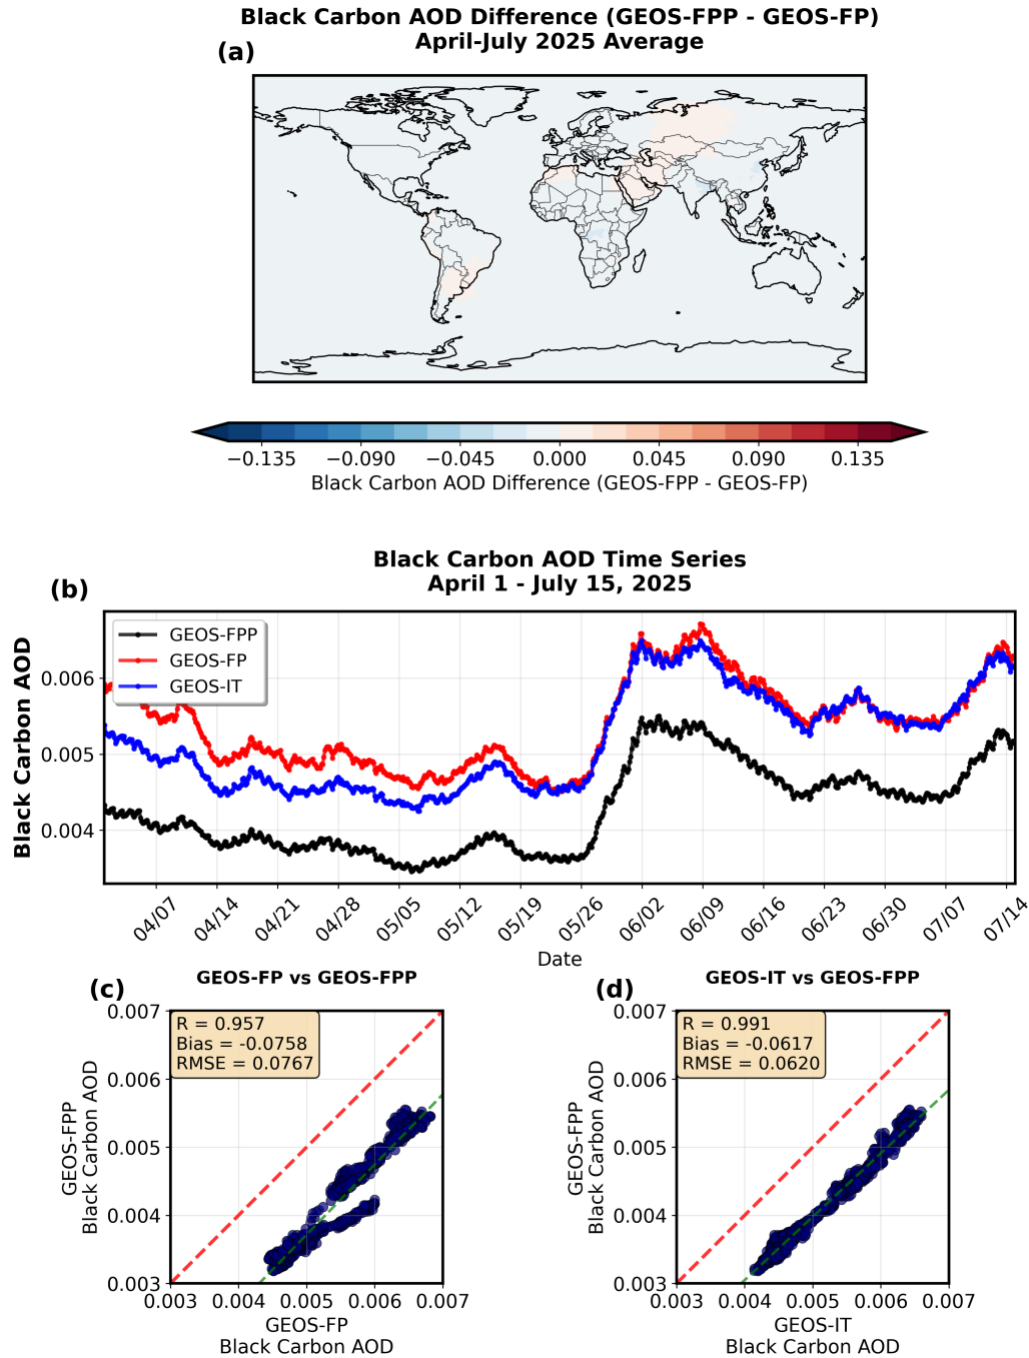 Black Carbon AOD Difference (GEOS-FPP - GEOS-FP)
April-July 2025 Average
(a)
−0.135 −0.090 −0.045 0.000 0.045 0.090 0.135
Black Carbon AOD Difference (GEOS-FPP - GEOS-FP)
Black Carbon AOD Time Series
April 1 - July 15, 2025
(b)
GEOS-FPP
GEOS-FP
GEOS-IT
Black Carbon AOD
0.006
0.005
0.004
04/07 04/14 04/21 04/28 05/05 05/12 05/19 05/26 06/02 06/09 06/16 06/23 06/30 07/07 07/14
Date
GEOS-FP vs GEOS-FPP
(c)
R = 0.957
Bias = -0.0758
RMSE = 0.0767
GEOS-FPP
Black Carbon AOD
0.007
0.006
0.005
0.004
0.003
0.003 0.004 0.005 0.006 0.007
GEOS-FP
Black Carbon AOD
GEOS-IT vs GEOS-FPP
(d)
R = 0.991
Bias = -0.0617
RMSE = 0.0620
GEOS-FPP
Black Carbon AOD
0.007
0.006
0.005
0.004
0.003
0.003 0.004 0.005 0.006 0.007
GEOS-IT
Black Carbon AOD